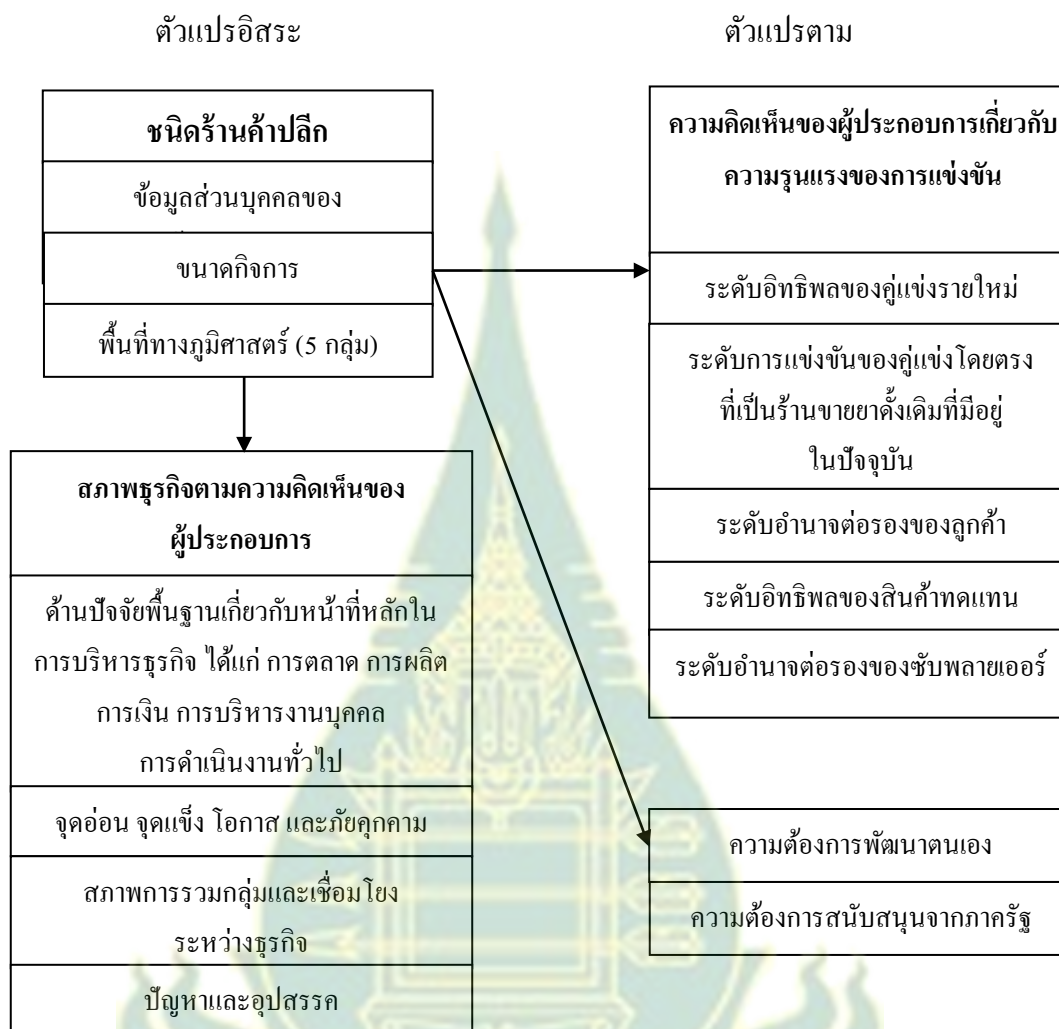 ตัวแปรอิสระ
ตัวแปรตาม
ชนิดร้านค้าปลีก
ข้อมูลส่วนบุคคลของ
ขนาดกิจการ
พื้นที่ทางภูมิศาสตร์ (5 กลุ่ม)
สภาพธุรกิจตามความคิดเห็นของ
ผู้ประกอบการ
ด้านปัจจัยพื้นฐานเกี่ยวกับหน้าที่หลักใน
การบริหารธุรกิจ ได้แก่ การตลาด การผลิต
การเงิน การบริหารงานบุคคล
การดำเนินงานทั่วไป
จุดอ่อน จุดแข็ง โอกาส และภัยคุกคาม
สภาพการรวมกลุ่มและเชื่อมโยง
ระหว่างธุรกิจ
ปัญหาและอุปสรรค
ความคิดเห็นของผู้ประกอบการเกี่ยวกับ
ความรุนแรงของการแข่งขัน
ระดับอิทธิพลของคู่แข่งรายใหม่
ระดับการแข่งขันของคู่แข่งโดยตรง
ที่เป็นร้านขายยาดั้งเดิมที่มีอยู่
ในปัจจุบัน
ระดับอำนาจต่อรองของลูกค้า
ระดับอิทธิพลของสินค้าทดแทน
ระดับอำนาจต่อรองของซับพลายเออร์
ความต้องการพัฒนาตนเอง
ความต้องการสนับสนุนจากภาครัฐ